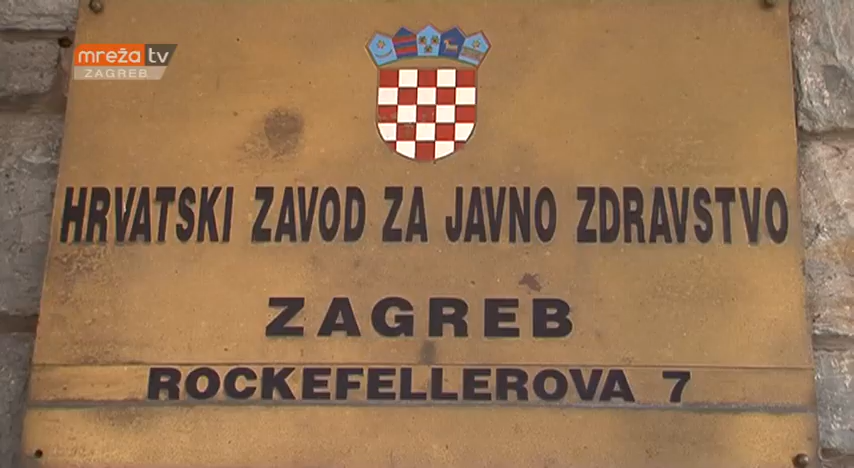 mreža tv
ZAGREB
HRVATSKI ZAVOD ZA JAVNO ZDRAVSTVO
ZAGREB
ROCKEFELLEROVA 7